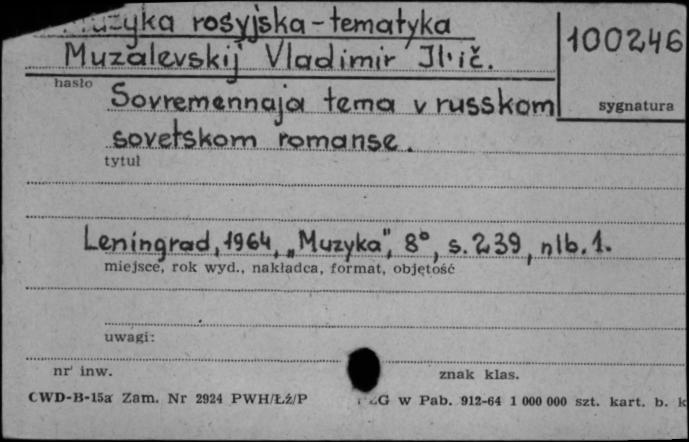 Muzyka rosyjska-tematyka
Muzalevskij Vladimir Il'ič.
100246
hasło
sygnatura
Sovremennaja tema v russkom
sovetskom romanse.
tytuł
Leningrad, 1964, „Muzyka", 8°, s. 239, nlb. 1.
miejsce, rok wyd., nakładca, format, objętość
uwagi:
nr inw.
znak klas.
CWD-B-15a Zam. Nr 2924 PWH/Łź/P
w Pab. 912-64 1 000 000 szt. kart. b. k